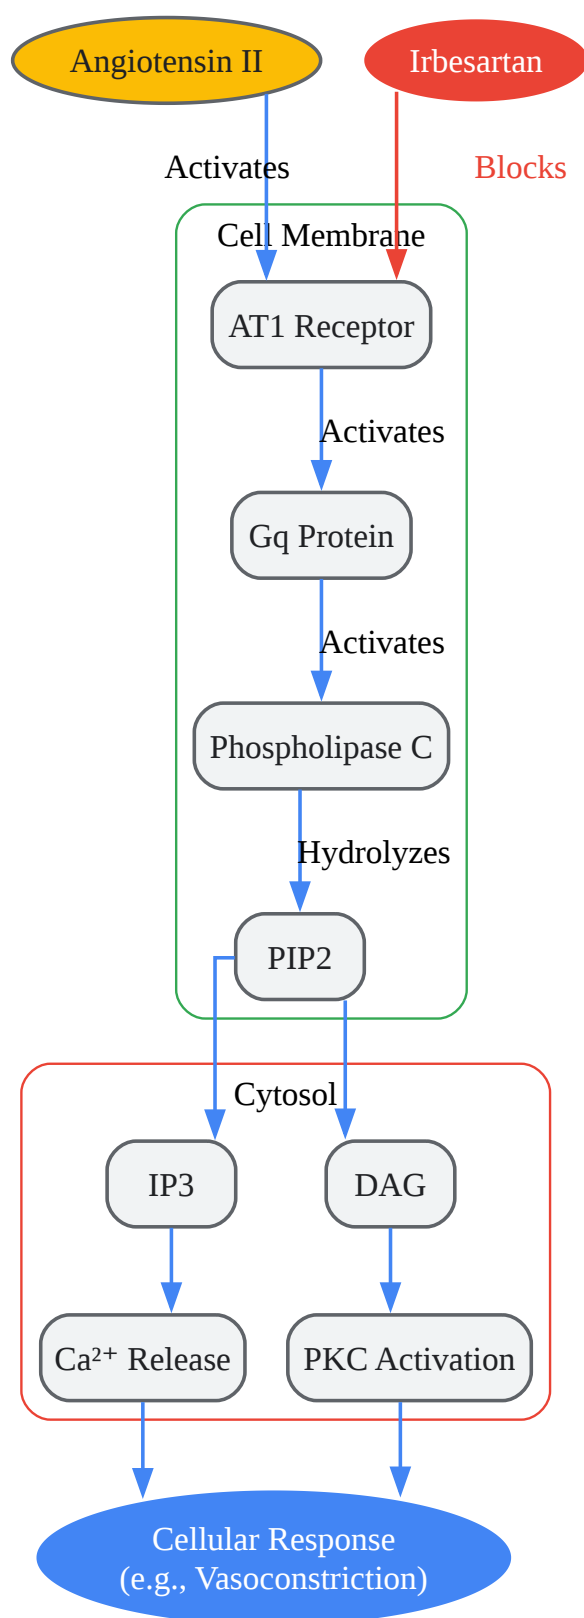 Angiotensin II
Irbesartan
Activates
Blocks
Cell Membrane
AT1 Receptor
Activates
Gq Protein
Activates
Phospholipase C
Hydrolyzes
PIP2
Cytosol
IP3
DAG
Ca²⁺ Release
PKC Activation
Cellular Response
(e.g., Vasoconstriction)